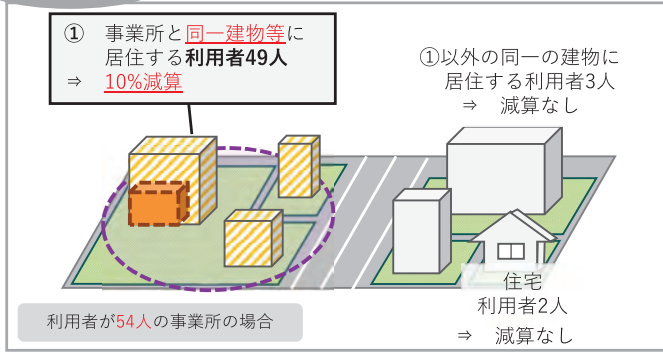 ① 事業所と同一建物等に
居住する利用者49人
⇒ 10%減算
①以外の同一の建物に
居住する利用者3人
⇒ 減算なし
住宅
利用者2人
⇒ 減算なし
利用者が54人の事業所の場合